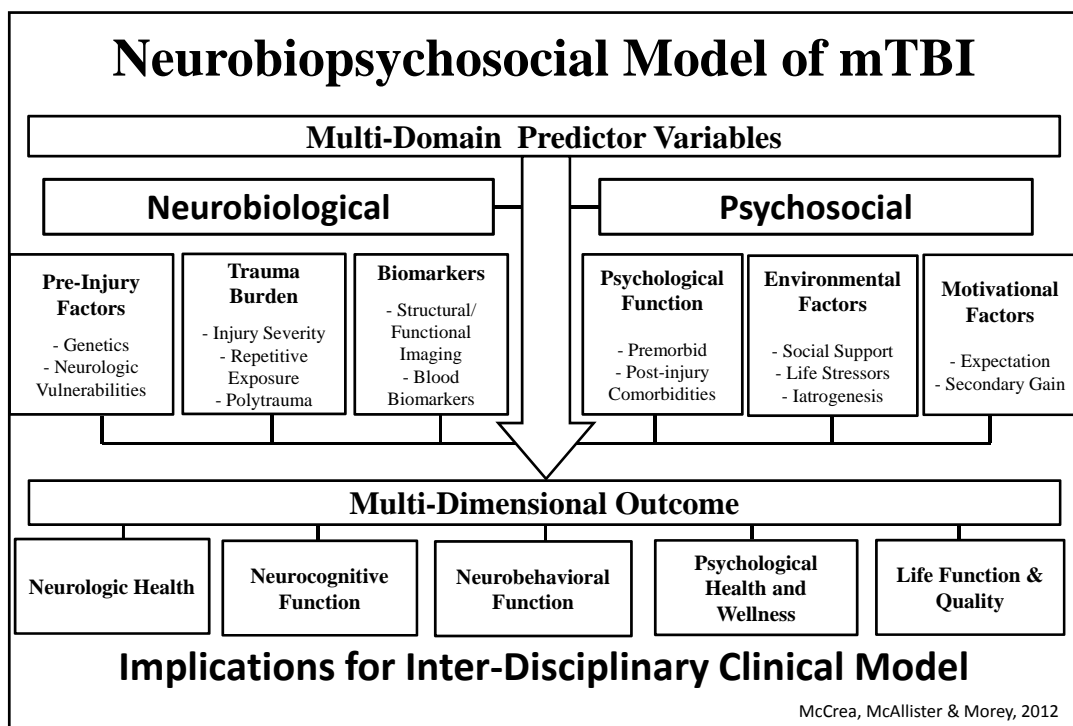 Neurobiopsychosocial Model of mTBI
Multi-Domain Predictor Variables
Neurobiological
Psychosocial
Pre-Injury
Factors
- Genetics
- Neurologic
Vulnerabilities
Trauma
Burden
- Injury Severity
- Repetitive
Exposure
- Polytrauma
Biomarkers
- Structural/
Functional
Imaging
- Blood
Biomarkers
Psychological
Function
- Premorbid
- Post-injury
Comorbidities
Environmental
Factors
- Social Support
- Life Stressors
- Iatrogenesis
Motivational
Factors
- Expectation
- Secondary Gain
Multi-Dimensional Outcome
Neurologic Health
Neurocognitive
Function
Neurobehavioral
Function
Psychological
Health and
Wellness
Life Function &
Quality
Implications for Inter-Disciplinary Clinical Model
McCrea, McAllister & Morey, 2012